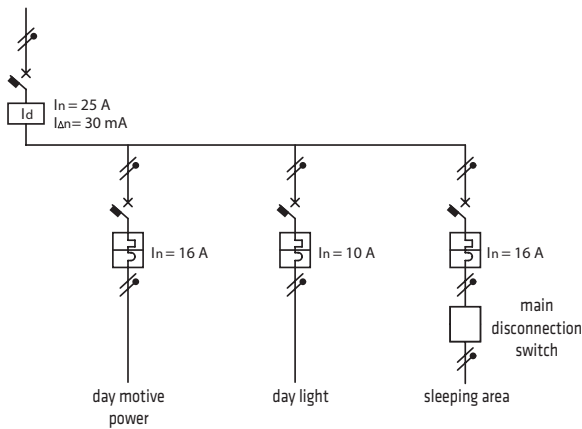 In = 25 A
Id
I∆n= 30 mA
In = 16 A
In = 10 A
In = 16 A
main
disconnection
switch
day motive
power
day light
sleeping area